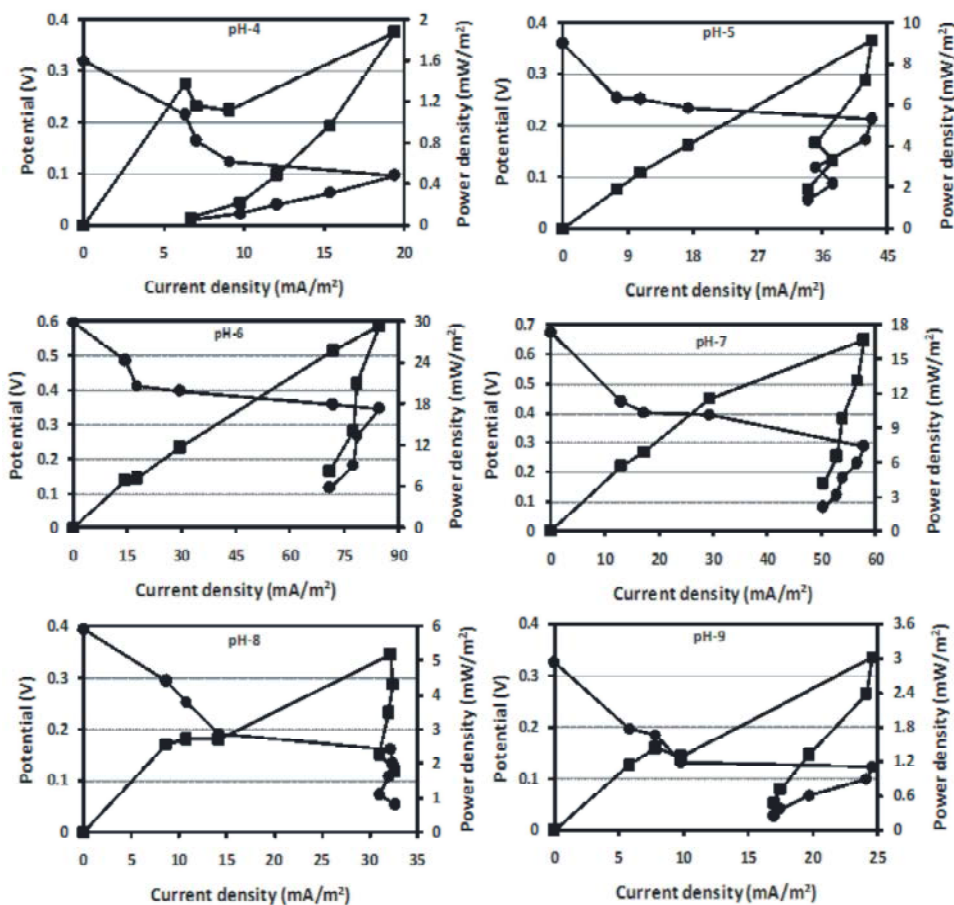 pH-4
0.4
0.3
0.2
0.1
0
2
1.6
1.2
0.8
0.4
0
0 5 10 15 20
Potential (V)
Power density (mW/m²)
Current density (mA/m²)
pH-5
0.4
0.3
0.2
0.1
0
10
8
6
4
2
0
0 9 18 27 36 45
Potential (V)
Power density (mW/m²)
Current density (mA/m²)
pH-6
0.6
0.5
0.4
0.3
0.2
0.1
0
30
24
18
12
6
0
0 15 30 45 60 75 90
Potential (V)
Power density (mW/m²)
Current density (mA/m²)
pH-7
0.7
0.6
0.5
0.4
0.3
0.2
0.1
0
18
15
12
9
6
3
0
0 10 20 30 40 50 60
Potential (V)
Power density (mW/m²)
Current density (mA/m²)
pH-8
0.4
0.3
0.2
0.1
0
6
5
4
3
2
1
0
0 5 10 15 20 25 30 35
Potential (V)
Power density (mW/m²)
Current density (mA/m²)
pH-9
0.4
0.3
0.2
0.1
0
3.6
3
2.4
1.8
1.2
0.6
0
0 5 10 15 20 25
Potential (V)
Power density (mW/m²)
Current density (mA/m²)